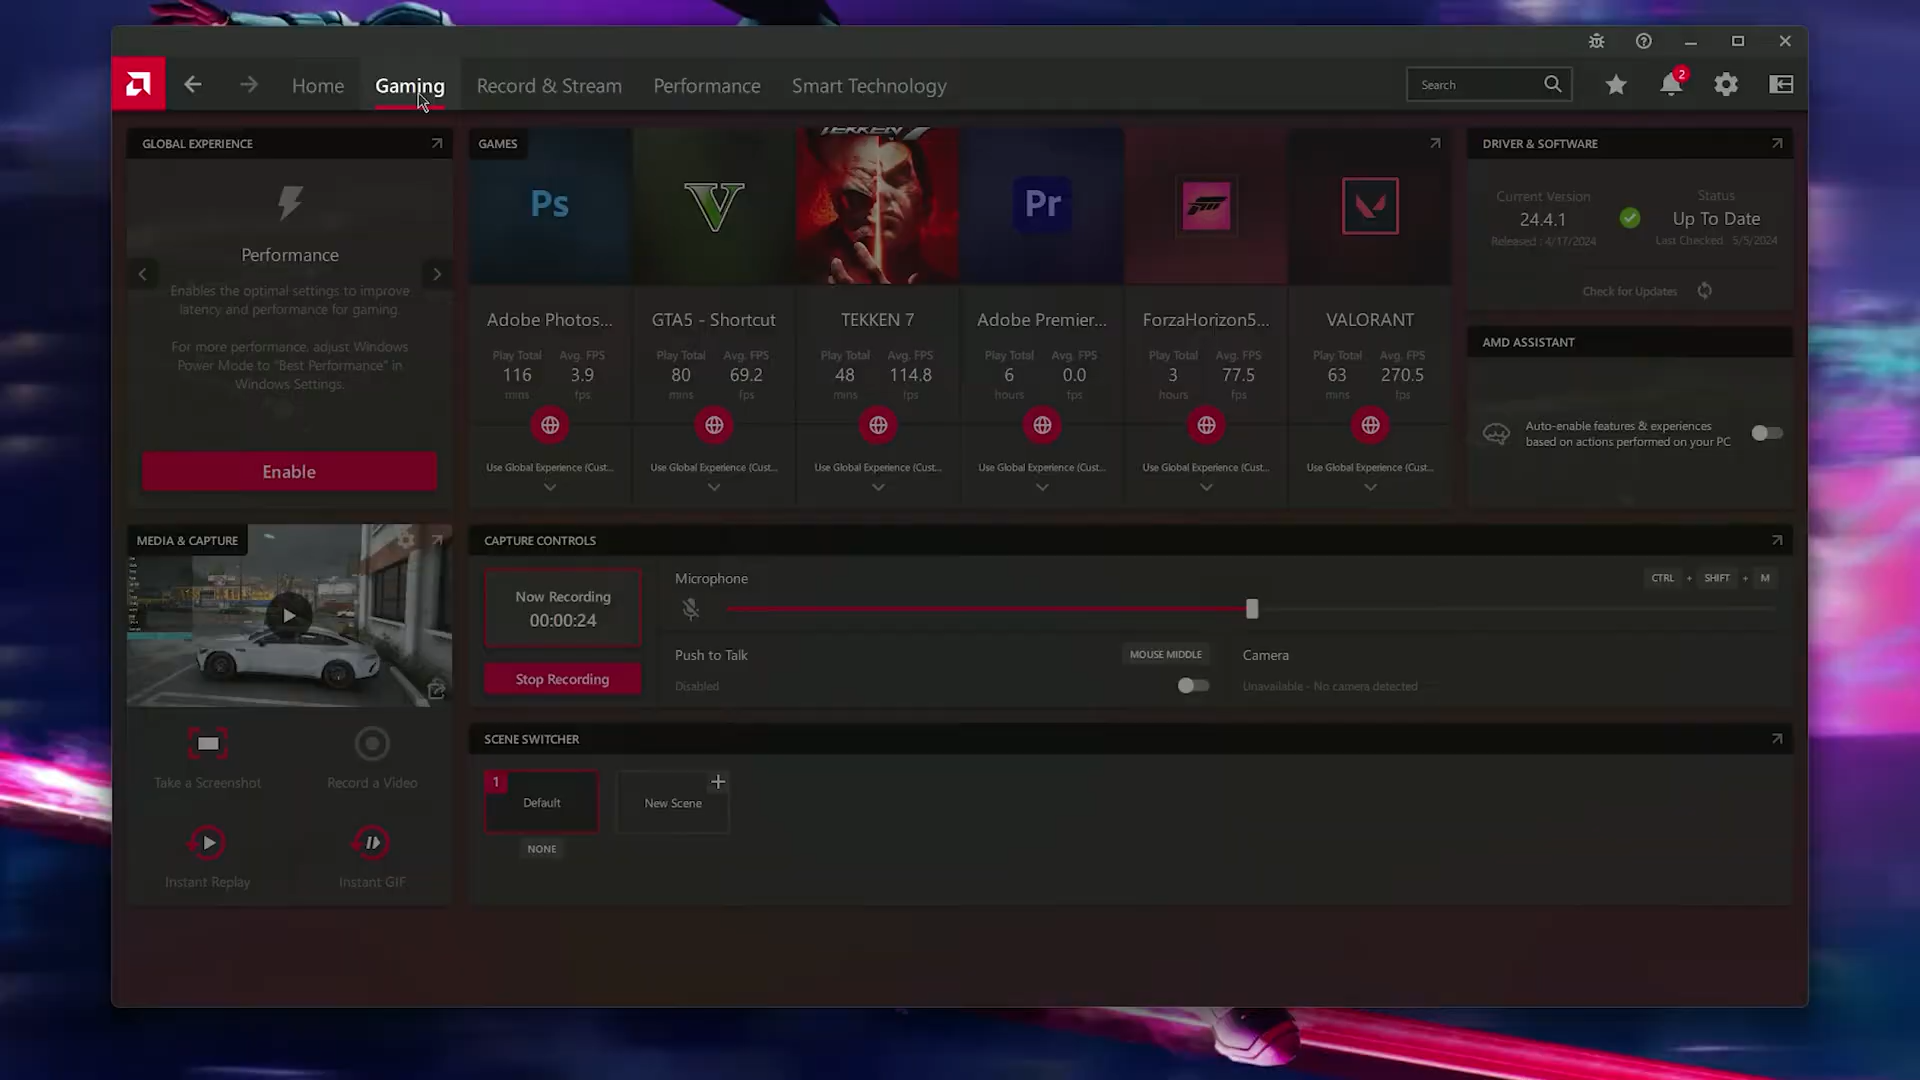 Home
Gaming
Record & Stream
Performance
Smart Technology
Search
2
GLOBAL EXPERIENCE
Performance
Enables the optimal settings to improve
latency and performance for gaming.
For more performance, adjust Windows
Power Mode to "Best Performance" in
Windows Settings.
Enable
GAMES
Ps
V
TEKKEN 7
Pr
Adobe Photos...
Play Total
Avg. FPS
116
3.9
mins
fps
Use Global Experience (Cust...
GTA5 - Shortcut
Play Total
Avg. FPS
80
69.2
mins
fps
Use Global Experience (Cust...
TEKKEN 7
Play Total
Avg. FPS
48
114.8
mins
fps
Use Global Experience (Cust...
Adobe Premier...
Play Total
Avg. FPS
6
0.0
hours
fps
Use Global Experience (Cust...
ForzaHorizon5...
Play Total
Avg. FPS
3
77.5
hours
fps
Use Global Experience (Cust...
VALORANT
Play Total
Avg. FPS
63
270.5
mins
fps
Use Global Experience (Cust...
DRIVER & SOFTWARE
Current Version
24.4.1
Released : 4/17/2024
Status
Up To Date
Last Checked : 5/5/2024
Check for Updates
AMD ASSISTANT
Auto-enable features & experiences
based on actions performed on your PC
MEDIA & CAPTURE
Take a Screenshot
Record a Video
Instant Replay
Instant GIF
CAPTURE CONTROLS
Now Recording
00:00:24
Stop Recording
Microphone
CTRL + SHIFT + M
Push to Talk
MOUSE MIDDLE
Disabled
Camera
Unavailable - No camera detected
SCENE SWITCHER
1
Default
NONE
New Scene